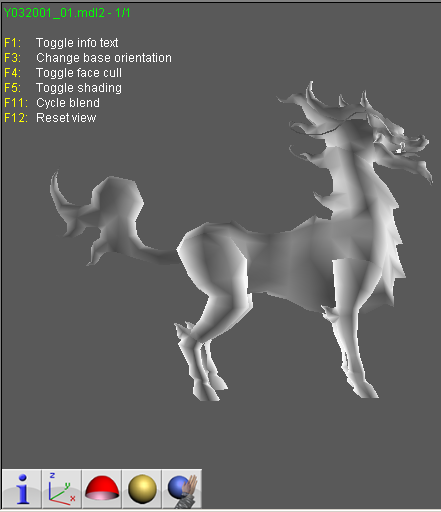 Y032001_01.mdl2 - 1/1
F1: Toggle info text
F3: Change base orientation
F4: Toggle face cull
F5: Toggle shading
F11: Cycle blend
F12: Reset view
i
z
y
x